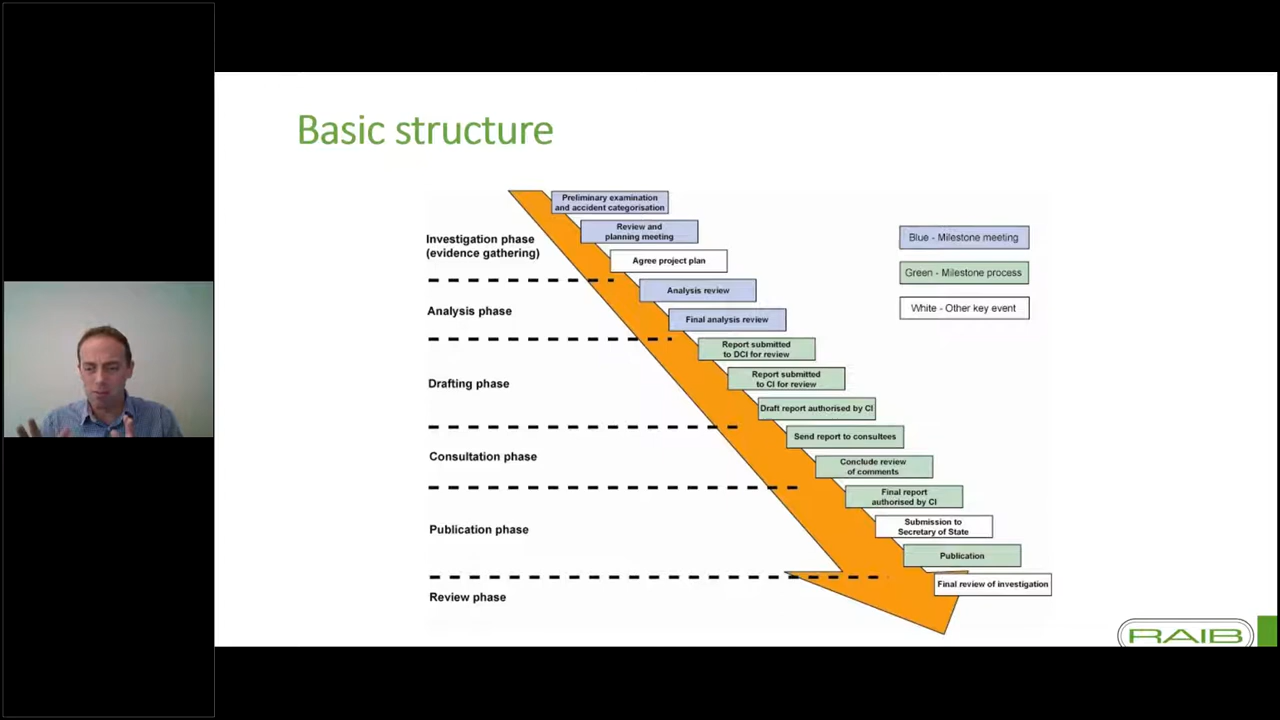 Basic structure
Preliminary examination
and accident categorisation
Review and
planning meeting
Agree project plan
Analysis review
Final analysis review
Report submitted
to DCI for review
Report submitted
to CI for review
Draft report authorised by CI
Send report to consultees
Conclude review
of comments
Final report
authorised by CI
Submission to
Secretary of State
Publication
Final review of investigation
Investigation phase
(evidence gathering)
Analysis phase
Drafting phase
Consultation phase
Publication phase
Review phase
Blue - Milestone meeting
Green - Milestone process
White - Other key event
RAIB